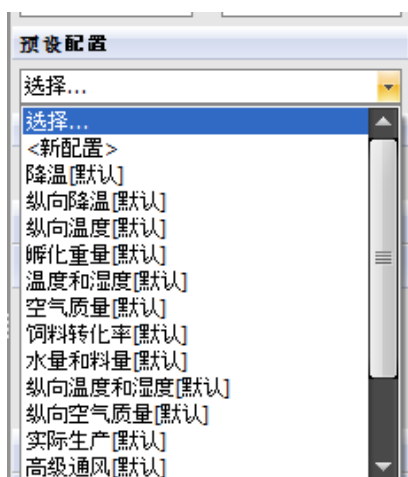 预设配置
选择...
选择...
<新配置>
降温[默认]
纵向降温[默认]
纵向温度[默认]
孵化重量[默认]
温度和湿度[默认]
空气质量[默认]
饲料转化率[默认]
水量和料量[默认]
纵向温度和湿度[默认]
纵向空气质量[默认]
实际生产[默认]
高级通风[默认]